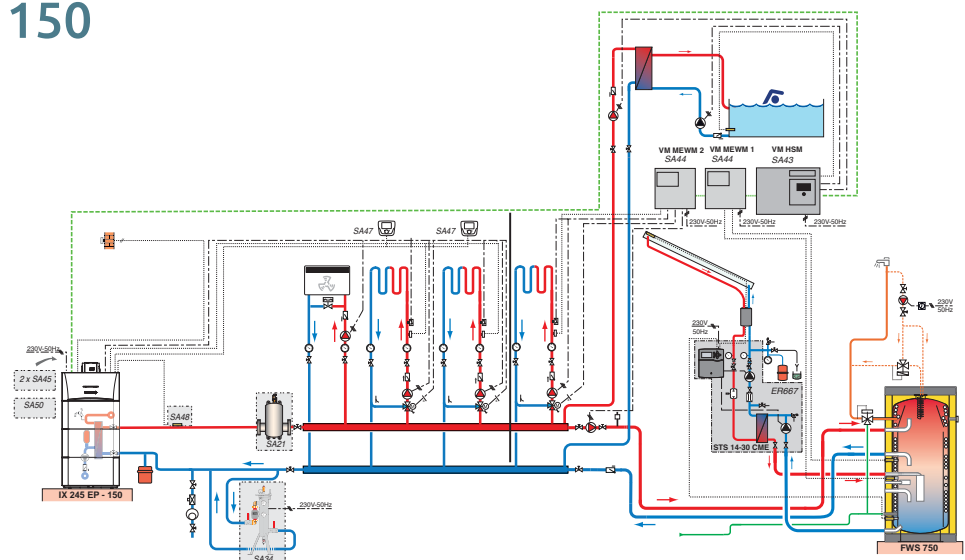 150
VM MEWM 2 VM MEWM 1 VM HSM
SA44 SA44 SA43
230V-50Hz 230V-50Hz 230V-50Hz
SA47 SA47
230V
50Hz
230V
50Hz
230V-50Hz
2 x SA45
SA50
SA48
SA21
ER667
STS 14-30 CME
IX 245 EP - 150
230V-50Hz
SA34
FWS 750